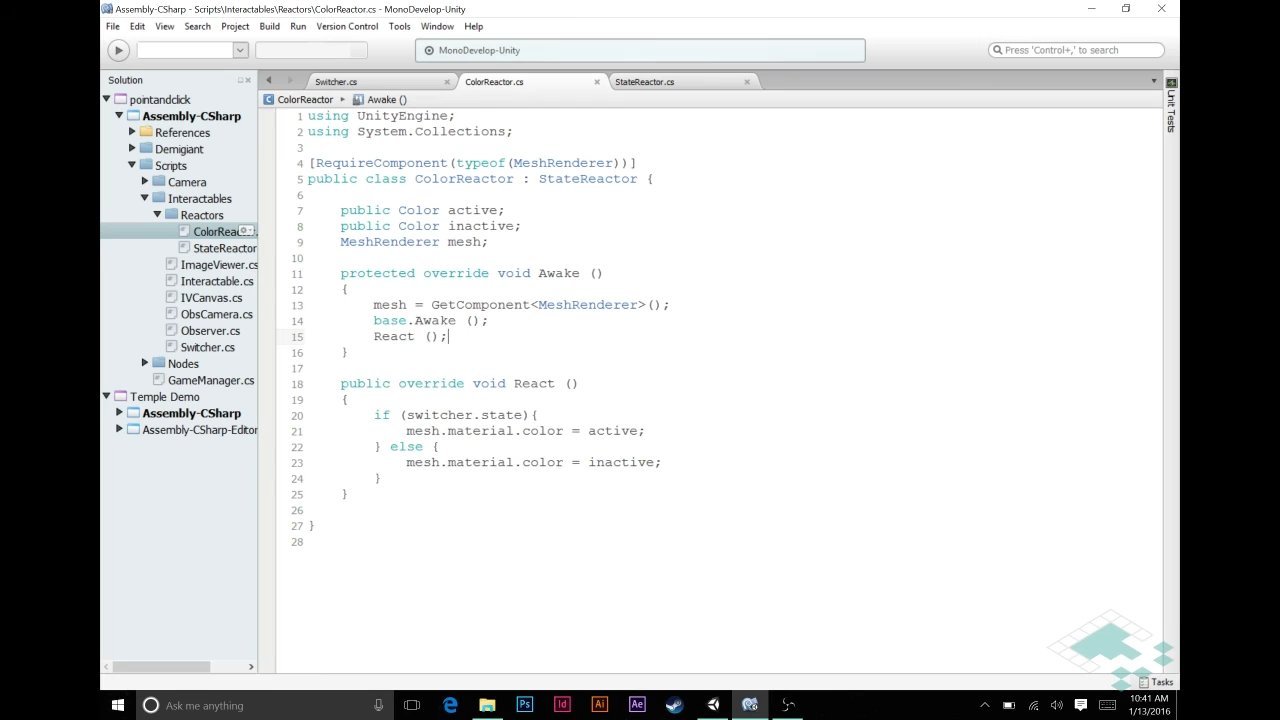 Assembly-CSharp - Scripts\Interactables\Reactors\ColorReactor.cs - MonoDevelop-Unity
File Edit View Search Project Build Run Version Control Tools Window Help
MonoDevelop-Unity
Press 'Control+,' to search
Solution
pointandclick
Assembly-CSharp
References
Demigiant
Scripts
Camera
Interactables
Reactors
ColorReac
StateReactor
ImageViewer.cs
Interactable.cs
IVCanvas.cs
ObsCamera.cs
Observer.cs
Switcher.cs
Nodes
GameManager.cs
Temple Demo
Assembly-CSharp
Assembly-CSharp-Editor
Switcher.cs ColorReactor.cs StateReactor.cs
ColorReactor Awake ()
1 using UnityEngine;
2 using System.Collections;
3
4 [RequireComponent(typeof(MeshRenderer))]
5 public class ColorReactor : StateReactor {
6
7 public Color active;
8 public Color inactive;
9 MeshRenderer mesh;
10
11 protected override void Awake ()
12 {
13 mesh = GetComponent<MeshRenderer>();
14 base.Awake ();
15 React ();
16 }
17
18 public override void React ()
19 {
20 if (switcher.state){
21 mesh.material.color = active;
22 } else {
23 mesh.material.color = inactive;
24 }
25 }
26
27 }
28
Unit Tests
Tasks
Ask me anything
Ps Id Ai Ae
10:41 AM
1/13/2016